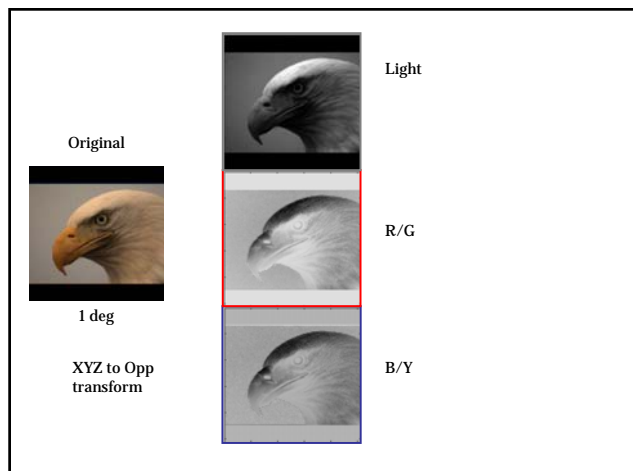 Light
Original
R/G
1 deg
XYZ to Opp
transform
B/Y